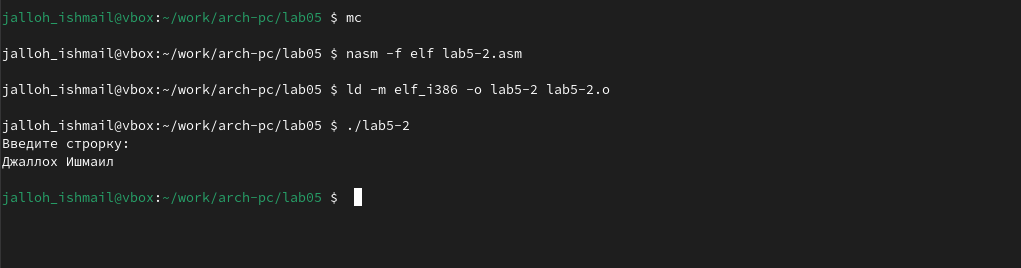 jalloh_ishmail@vbox:~/work/arch-pc/lab05 $ mc
jalloh_ishmail@vbox:~/work/arch-pc/lab05 $ nasm -f elf lab5-2.asm
jalloh_ishmail@vbox:~/work/arch-pc/lab05 $ ld -m elf_i386 -o lab5-2 lab5-2.o
jalloh_ishmail@vbox:~/work/arch-pc/lab05 $ ./lab5-2
Введите строрку:
Джаллох Ишмаил
jalloh_ishmail@vbox:~/work/arch-pc/lab05 $